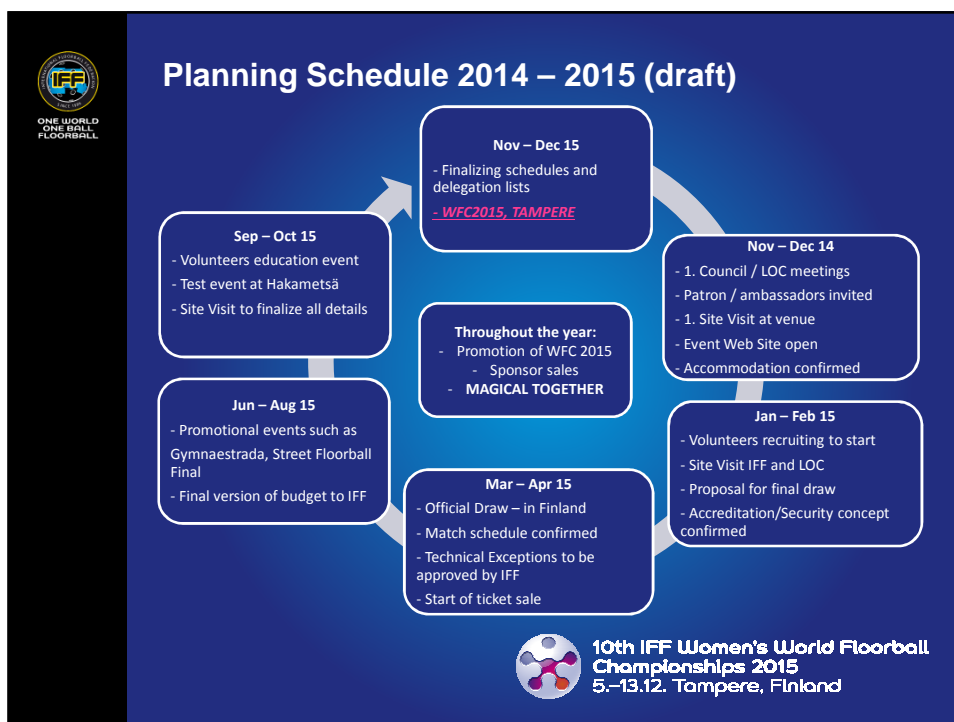 IFF
ONE WORLD
ONE BALL
FLOORBALL
Planning Schedule 2014 – 2015 (draft)
Nov – Dec 15
- Finalizing schedules and
delegation lists
- WFC2015, TAMPERE
Nov – Dec 14
- 1. Council / LOC meetings
- Patron / ambassadors invited
- 1. Site Visit at venue
- Event Web Site open
- Accommodation confirmed
Jan – Feb 15
- Volunteers recruiting to start
- Site Visit IFF and LOC
- Proposal for final draw
- Accreditation/Security concept
confirmed
Mar – Apr 15
- Official Draw – in Finland
- Match schedule confirmed
- Technical Exceptions to be
approved by IFF
- Start of ticket sale
Jun – Aug 15
- Promotional events such as
Gymnaestrada, Street Floorball
Final
- Final version of budget to IFF
Sep – Oct 15
- Volunteers education event
- Test event at Hakametsä
- Site Visit to finalize all details
Throughout the year:
- Promotion of WFC 2015
- Sponsor sales
- MAGICAL TOGETHER
10th IFF Women's World Floorball
Championships 2015
5.–13.12. Tampere, Finland